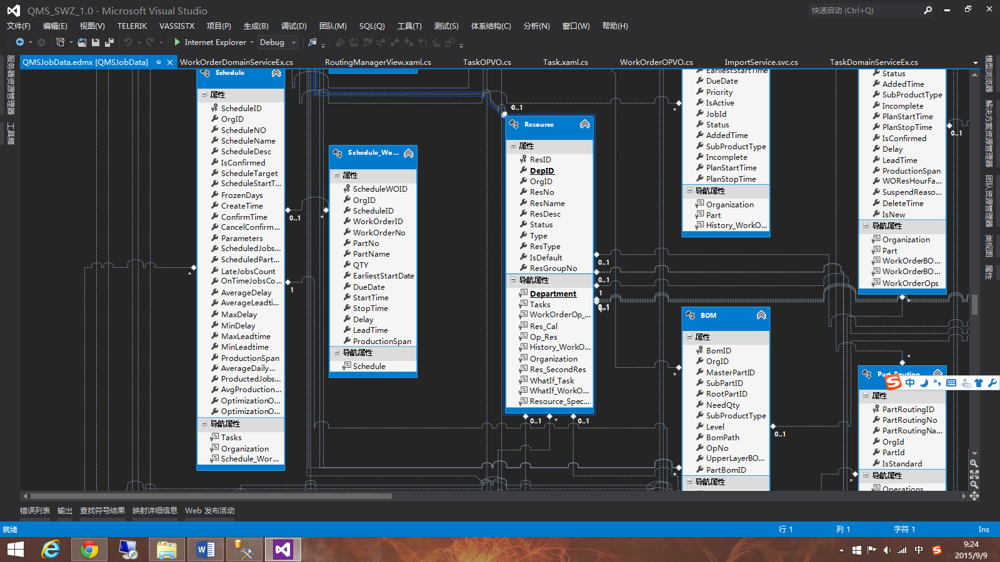 QMS_SWZ_1.0 - Microsoft Visual Studio
快速启动 (Ctrl+Q)
文件(F) 编辑(E) 视图(V) TELERIK VASSISTX 项目(P) 生成(B) 调试(D) 团队(M) SQL(Q) 工具(T) 测试(S) 体系结构(C) 分析(N) 窗口(W) 帮助(H)
Internet Explorer Debug
QMSJobData.edmx [QMSJobData] WorkOrderDomainServiceEx.cs RoutingManagerView.xaml.cs TaskOPVO.cs Task.xaml.cs WorkOrderOPVO.cs ImportService.svc.cs TaskDomainServiceEx.cs
服务器资源管理器
工具箱
Schedule
属性
ScheduleID
OrgID
ScheduleNO
ScheduleName
ScheduleDesc
IsConfirmed
ScheduleTarget
ScheduleStartT...
FrozenDays
CreateTime
ConfirmTime
CancelConfirm...
Parameters
ScheduledJobs...
ScheduledPart...
LateJobsCount
OnTimeJobsCo...
AverageDelay
AverageLeadti...
MaxDelay
MinDelay
MaxLeadtime
MinLeadtime
ProductionSpan
AverageDaily...
ProductedJobs...
AvgProduction...
OptimizationO...
OptimizationO...
导航属性
Tasks
Organization
Schedule_Wor...
*
0..1
1
*
Schedule_Wo...
属性
ScheduleWOID
OrgID
ScheduleID
WorkOrderID
WorkOrderNo
PartNo
PartName
QTY
EarliestStartDate
DueDate
StartTime
StopTime
Delay
LeadTime
ProductionSpan
导航属性
Schedule
0..1
Resource
属性
ResID
DepID
OrgID
ResNo
ResName
ResDesc
Status
Type
ResType
IsDefault
ResGroupNo
导航属性
Department
Tasks
WorkOrderOp_...
Res_Cal
Op_Res
History_WorkO...
Organization
Res_SecondRes
WhatIf_Task
WhatIf_WorkO...
Resource_Spec...
0..1
0..1
1
0..1
0..1
*
0..1
EarliestStartTime
DueDate
Priority
IsActive
JobId
Status
AddedTime
SubProductType
Incomplete
PlanStartTime
PlanStopTime
导航属性
Organization
Part
History_WorkO...
*
BOM
属性
BomID
OrgID
MasterPartID
SubPartID
RootPartID
NeedQty
SubProductType
Level
BomPath
OpNo
UpperLayerBO...
PartBomID
导航属性
*
0..1
*
Status
AddedTime
SubProductType
Incomplete
PlanStartTime
PlanStopTime
IsConfirmed
Delay
LeadTime
ProductionSpan
WOResHourFa...
SuspendReaso...
DeleteTime
IsNew
导航属性
Organization
Part
WorkOrderBO...
WorkOrderBO...
WorkOrderOps
0..1
*
*
Part_Routing
属性
PartRoutingID
PartRoutingNo
PartRoutingNa...
OrgId
PartId
IsStandard
导航属性
Operations
*
模型浏览器
解决方案资源管理器
团队资源管理器
类视图
属性
S 中
错误列表 输出 查找符号结果 映射详细信息 Web 发布活动
就绪 行 1 列 1 字符 1 Ins
中 S
9:24
2015/9/9